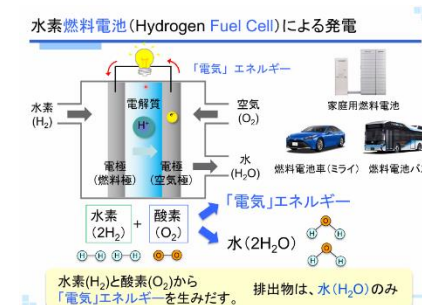 水素燃料電池(Hydrogen Fuel Cell)による発電
「電気」エネルギー
水素
(H₂)
電解質
H⁺
e⁻
空気
(O₂)
水
(H₂O)
電極
(燃料極)
電極
(空気極)
家庭用燃料電池
燃料電池車(ミライ)
燃料電池バ
水素
(2H₂)
+
酸素
(O₂)
「電気」エネルギー
水(2H₂O)
H H H H O O
O
H H
O
H H
水素(H₂)と酸素(O₂)から
「電気」エネルギーを生みだす。
排出物は、水(H₂O)のみ